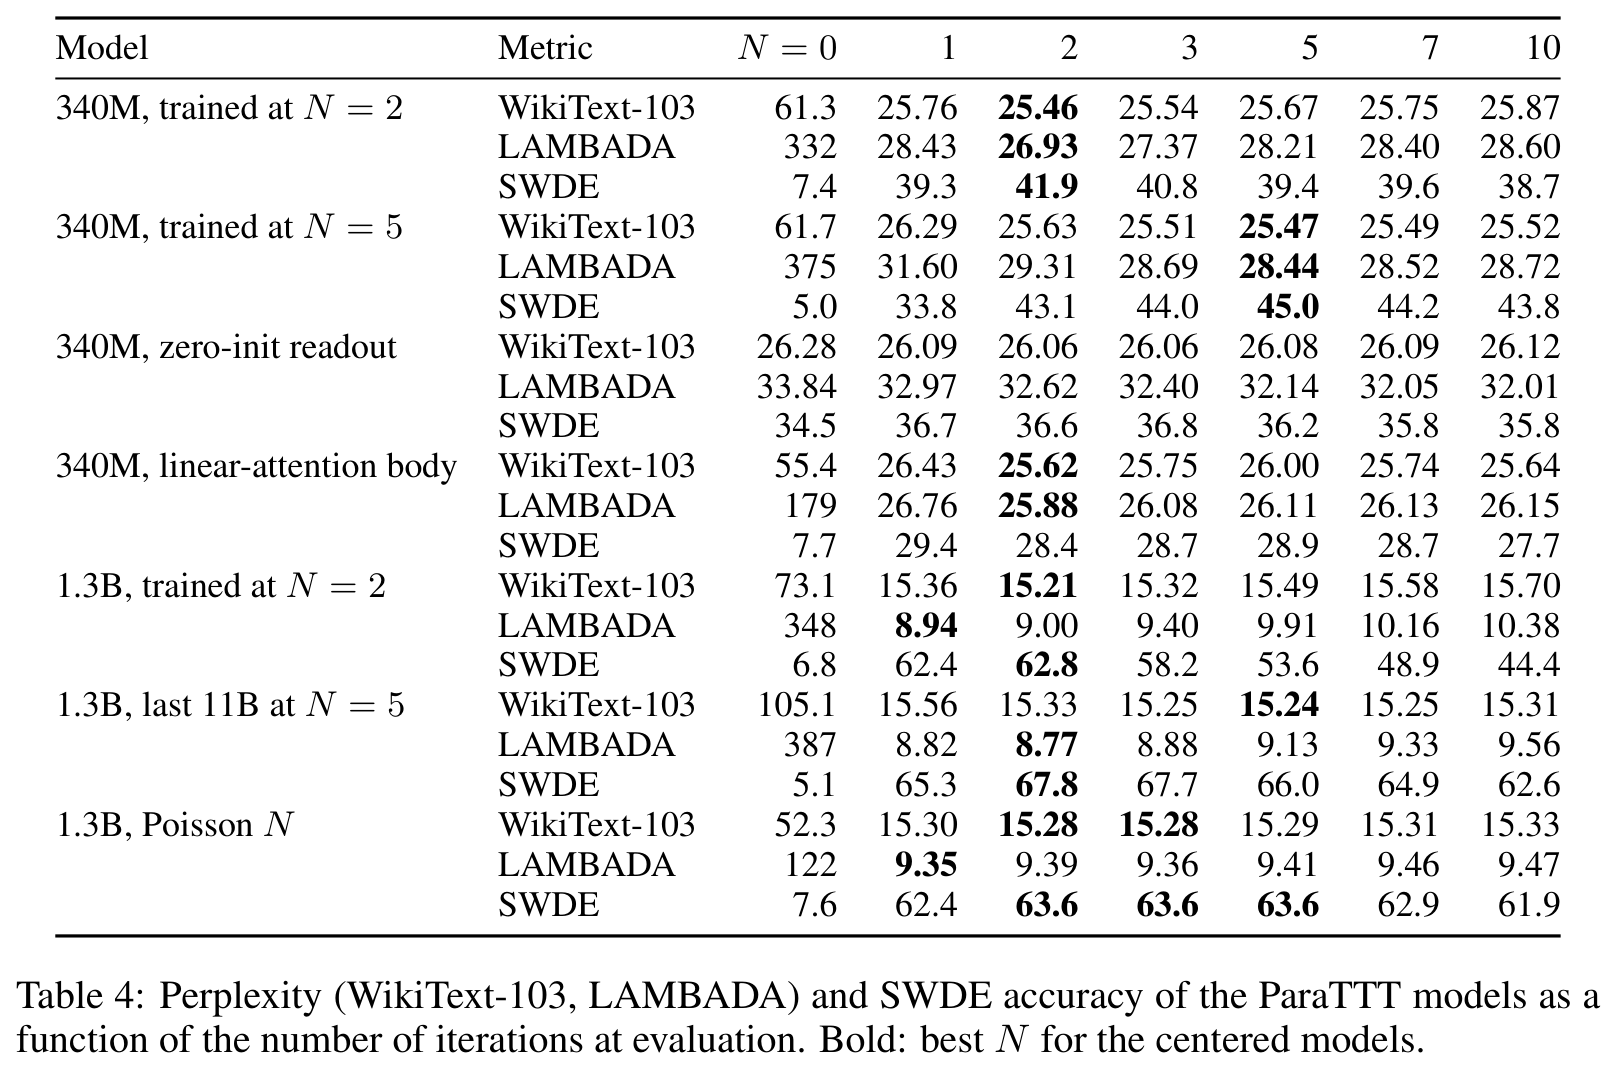 Model Metric N = 0 1 2 3 5 7 10
340M, trained at N = 2 WikiText-103 61.3 25.76 25.46 25.54 25.67 25.75 25.87
LAMBADA 332 28.43 26.93 27.37 28.21 28.40 28.60
SWDE 7.4 39.3 41.9 40.8 39.4 39.6 38.7
340M, trained at N = 5 WikiText-103 61.7 26.29 25.63 25.51 25.47 25.49 25.52
LAMBADA 375 31.60 29.31 28.69 28.44 28.52 28.72
SWDE 5.0 33.8 43.1 44.0 45.0 44.2 43.8
340M, zero-init readout WikiText-103 26.28 26.09 26.06 26.06 26.08 26.09 26.12
LAMBADA 33.84 32.97 32.62 32.40 32.14 32.05 32.01
SWDE 34.5 36.7 36.6 36.8 36.2 35.8 35.8
340M, linear-attention body WikiText-103 55.4 26.43 25.62 25.75 26.00 25.74 25.64
LAMBADA 179 26.76 25.88 26.08 26.11 26.13 26.15
SWDE 7.7 29.4 28.4 28.7 28.9 28.7 27.7
1.3B, trained at N = 2 WikiText-103 73.1 15.36 15.21 15.32 15.49 15.58 15.70
LAMBADA 348 8.94 9.00 9.40 9.91 10.16 10.38
SWDE 6.8 62.4 62.8 58.2 53.6 48.9 44.4
1.3B, last 11B at N = 5 WikiText-103 105.1 15.56 15.33 15.25 15.24 15.25 15.31
LAMBADA 387 8.82 8.77 8.88 9.13 9.33 9.56
SWDE 5.1 65.3 67.8 67.7 66.0 64.9 62.6
1.3B, Poisson N WikiText-103 52.3 15.30 15.28 15.28 15.29 15.31 15.33
LAMBADA 122 9.35 9.39 9.36 9.41 9.46 9.47
SWDE 7.6 62.4 63.6 63.6 63.6 62.9 61.9
Table 4: Perplexity (WikiText-103, LAMBADA) and SWDE accuracy of the ParaTTT models as a
function of the number of iterations at evaluation. Bold: best N for the centered models.